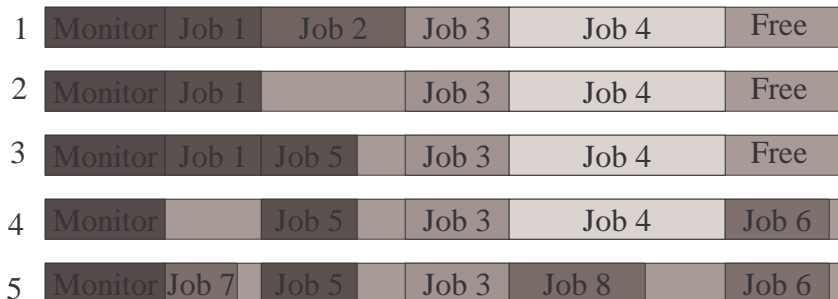 1 Monitor Job 1 Job 2 Job 3 Job 4 Free
2 Monitor Job 1 Job 3 Job 4 Free
3 Monitor Job 1 Job 5 Job 3 Job 4 Free
4 Monitor Job 5 Job 3 Job 4 Job 6
5 Monitor Job 7 Job 5 Job 3 Job 8 Job 6